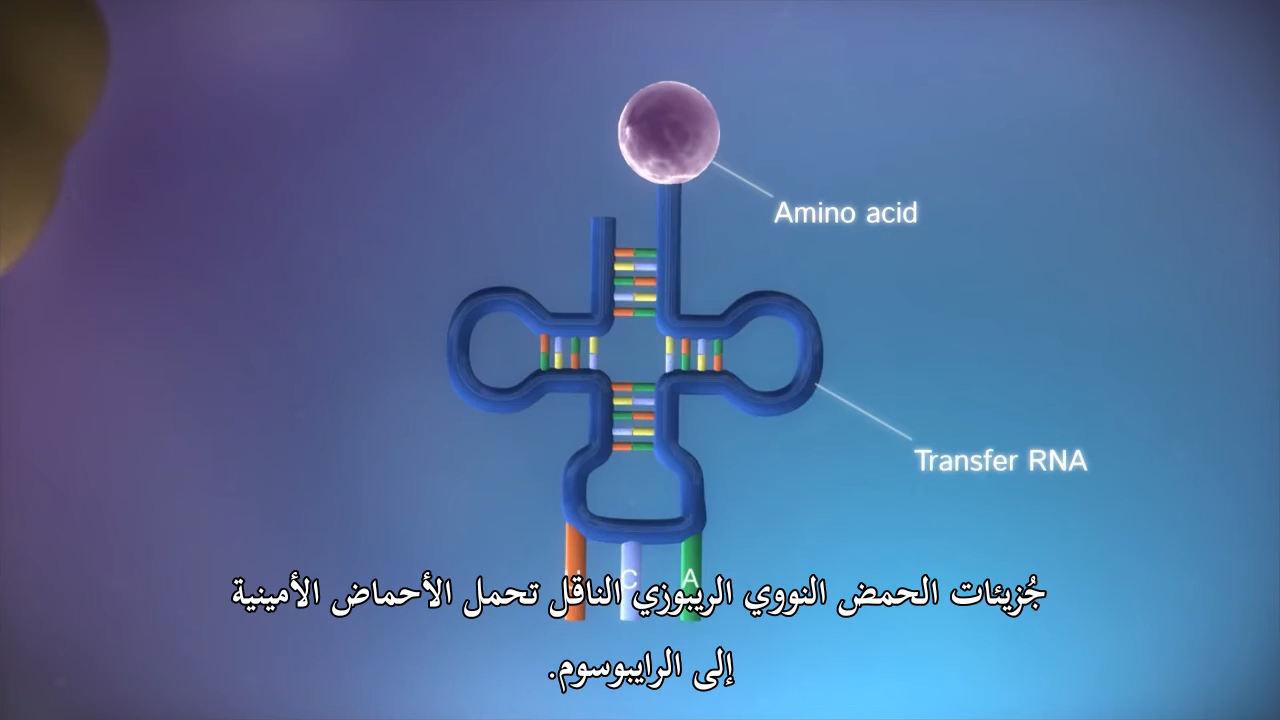 Amino acid
Transfer RNA
C A
جُزيئات الحمض النووي الريبوزي الناقل تحمل الأحماض الأمينية
إلى الرايبوسوم.